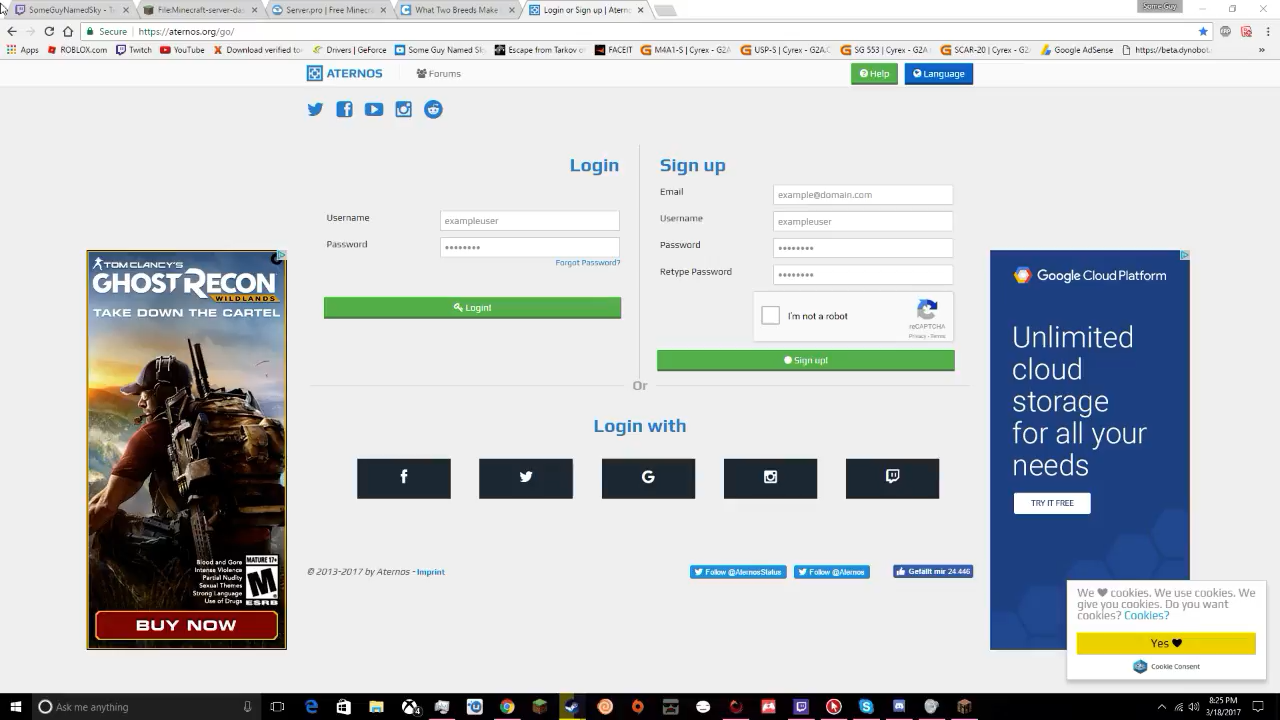 SomeGuyNamedSky -
File:Minecraft-server-da
Server.pro | Free Minecraf
What Two Breeds Make
Login or Sign up | Aterno
Some Guy
https://aternos.org/go/
Apps
Download verified fo
ROBLOX.com
Twitch
YouTube
Drivers | GeForce
Some Guy Named Sky
Escape from Tarkov of
FACEIT
M4A1-S | Cyrex - G2A.C
USP-S | Cyrex - G2A.C
SG 553 | Cyrex - G2A.C
SCAR-20 | Cyrex - G2A
Google AdSense
https://beta.dynobot.
ATERNOS
Forums
Help
Language
Login
Username
exampleuser
Password
Forgot Password?
Login!
Sign up
Email
example@domain.com
Username
exampleuser
Password
Retype Password
I'm not a robot
reCAPTCHA
Privacy - Terms
Sign up!
Or
Login with
© 2013-2017 by Aternos - Imprint
Follow @AternosStatus
Follow @Aternos
Gefällt mir 24.446
TOM CLANCY'S
GHOST RECON
WILDLANDS
TAKE DOWN THE CARTEL
Blood and Gore
Intense Violence
Partial Nudity
Sexual Themes
Strong Language
Use of Drugs
MATURE 17+
M
ESRB
BUY NOW
Google Cloud Platform
Unlimited
cloud
storage
for all your
needs
TRY IT FREE
We ❤ cookies. We use cookies. We
give you cookies. Do you want
cookies? Cookies?
Yes ❤
Cookie Consent
Ask me anything
8:25 PM
3/18/2017